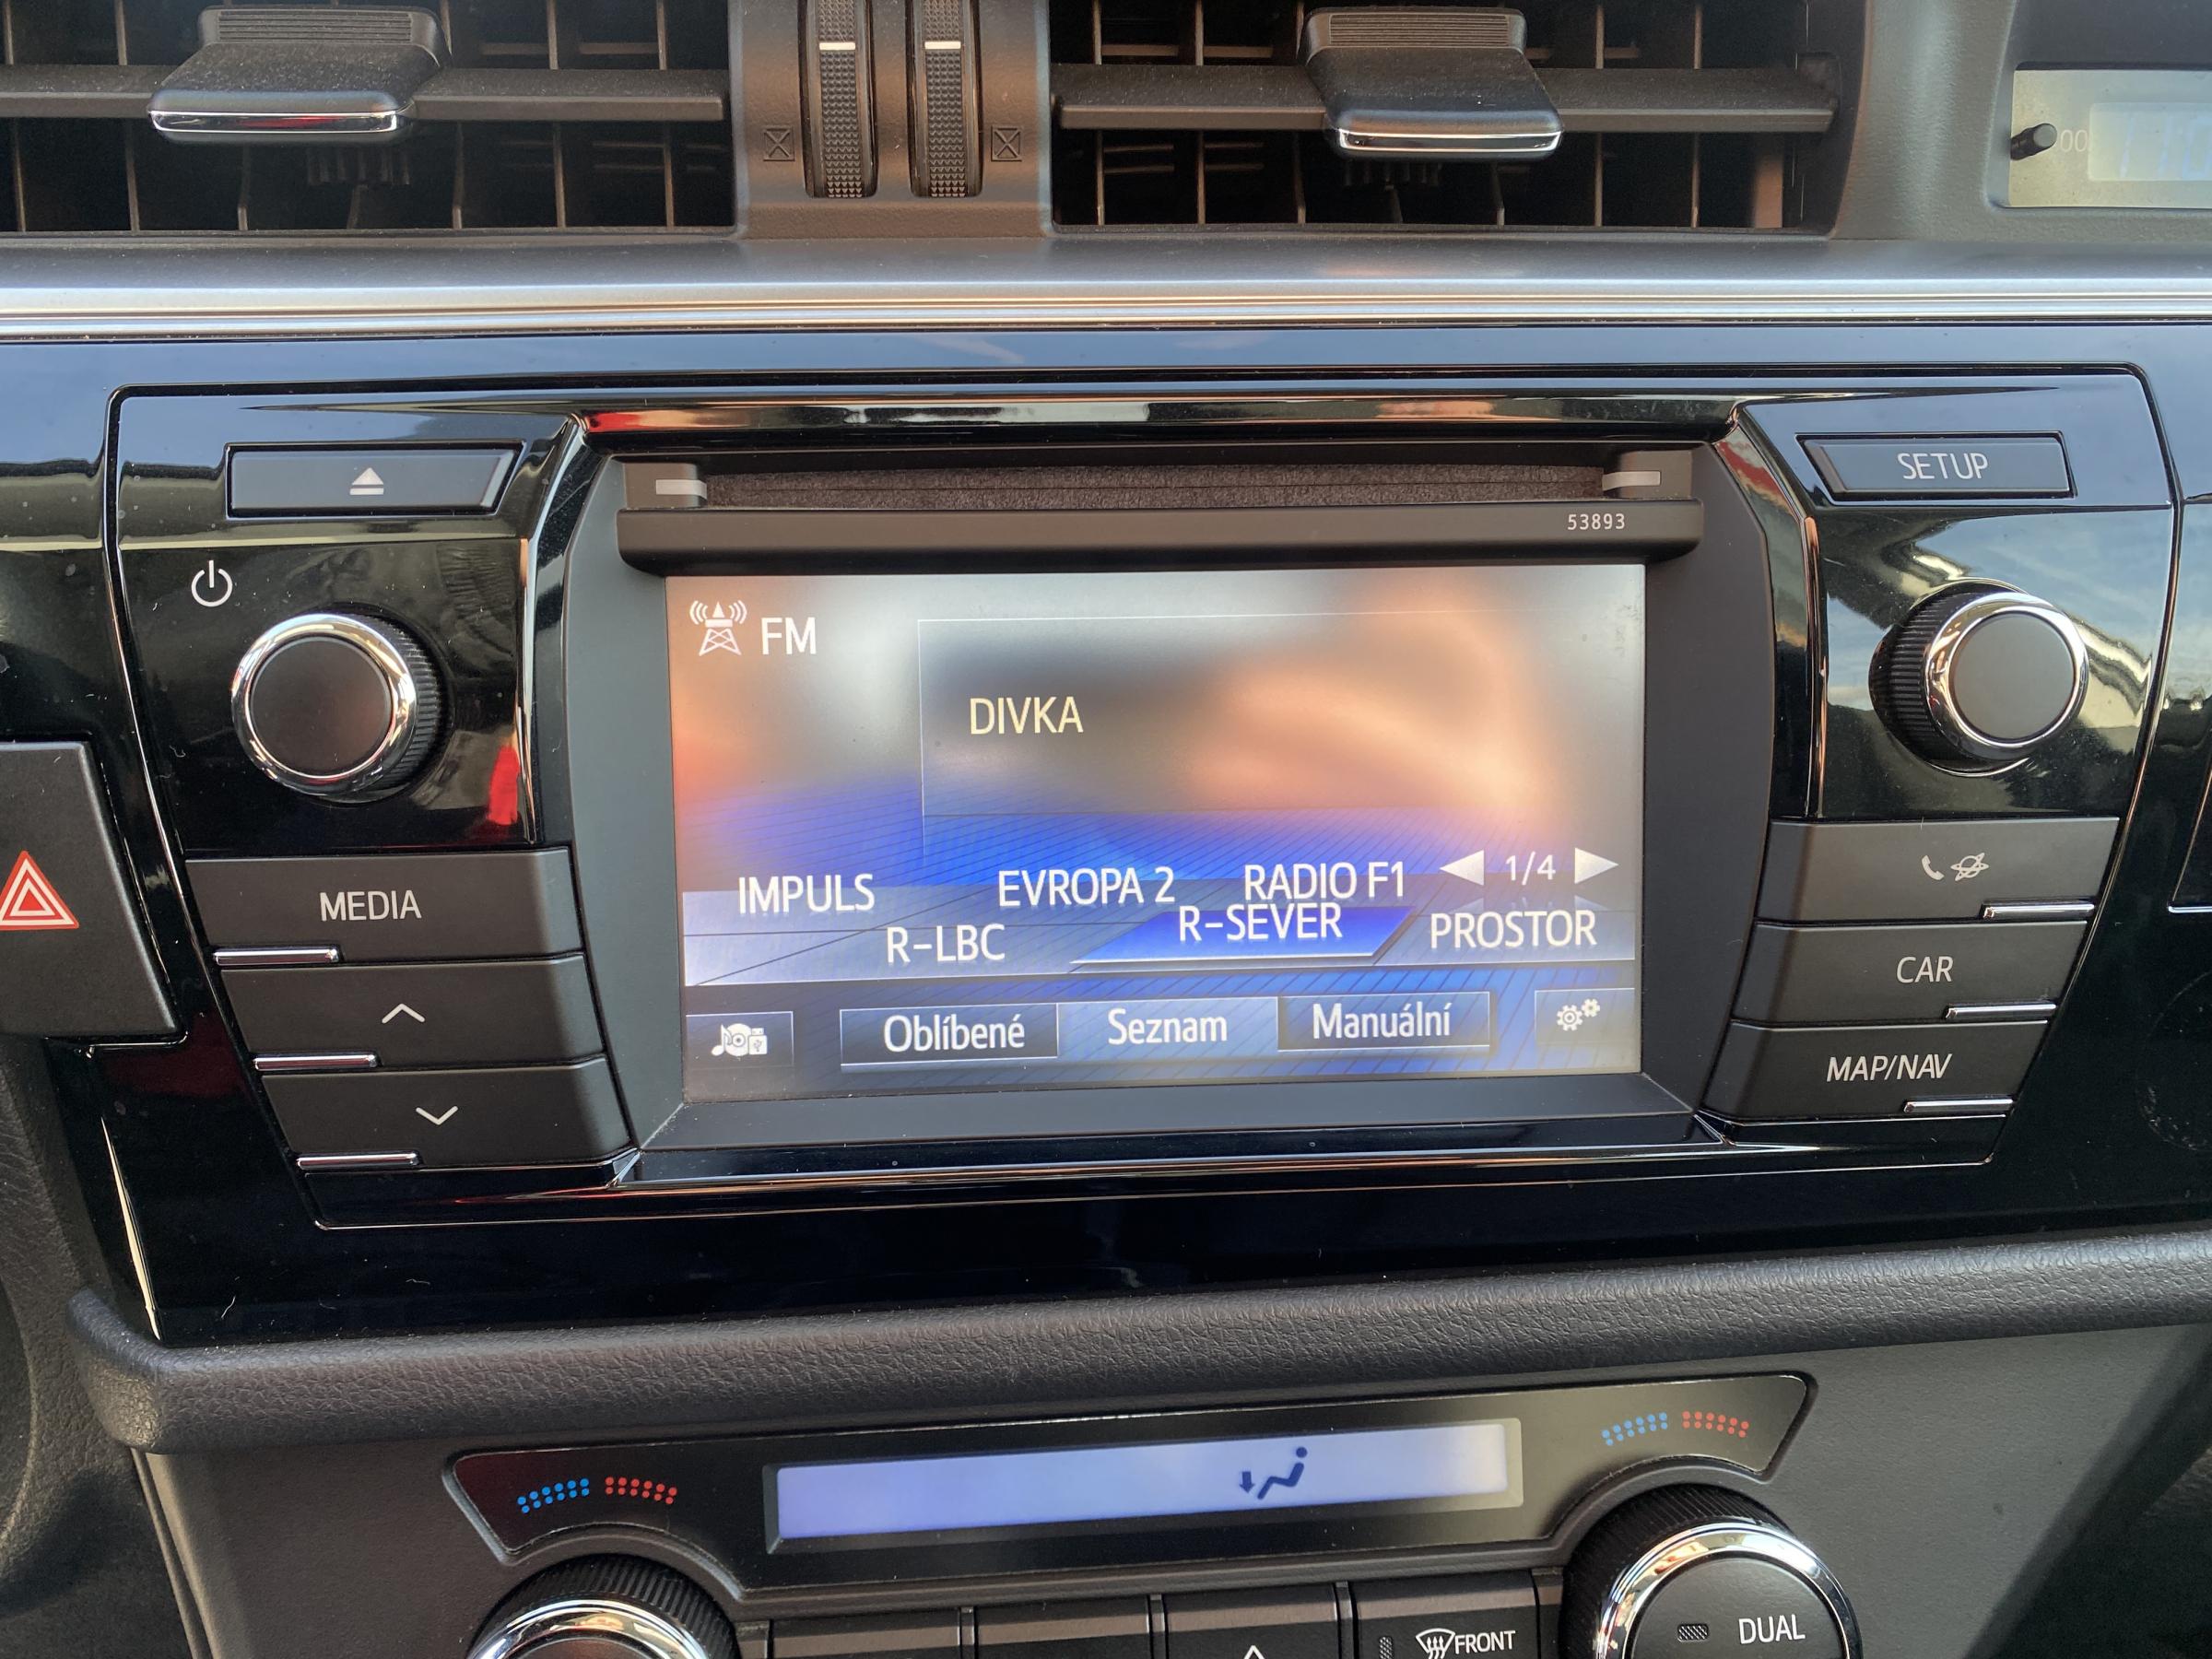 SETUP
53893
FM
DIVKA
IMPULS EVROPA 2 RADIO F1 1/4
R-LBC R-SEVER PROSTOR
Oblíbené Seznam Manuální
MEDIA
CAR
MAP/NAV
FRONT
DUAL